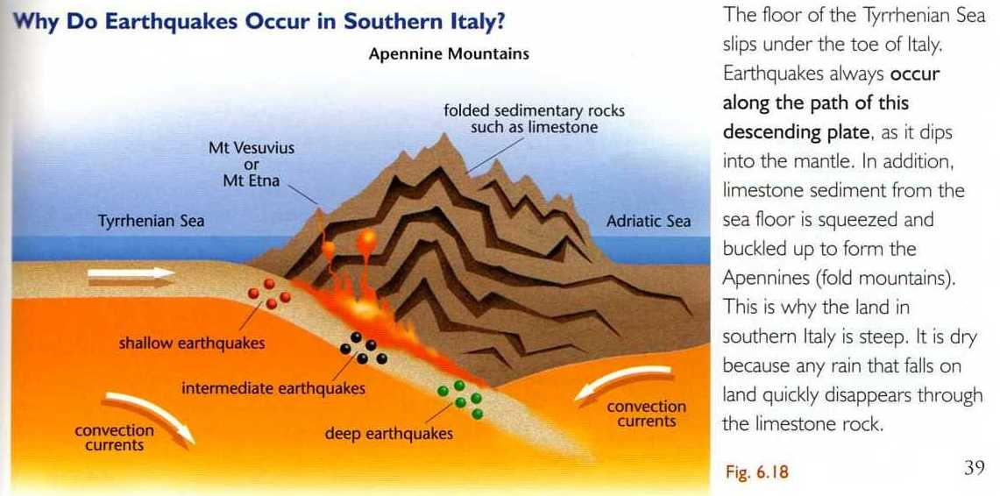 Why Do Earthquakes Occur in Southern Italy?
Apennine Mountains
folded sedimentary rocks
such as limestone
Mt Vesuvius
or
Mt Etna
Tyrrhenian Sea
Adriatic Sea
shallow earthquakes
intermediate earthquakes
deep earthquakes
convection
currents
convection
currents
The floor of the Tyrrhenian Sea
slips under the toe of Italy.
Earthquakes always occur
along the path of this
descending plate, as it dips
into the mantle. In addition,
limestone sediment from the
sea floor is squeezed and
buckled up to form the
Apennines (fold mountains).
This is why the land in
southern Italy is steep. It is dry
because any rain that falls on
land quickly disappears through
the limestone rock.
Fig. 6.18
39